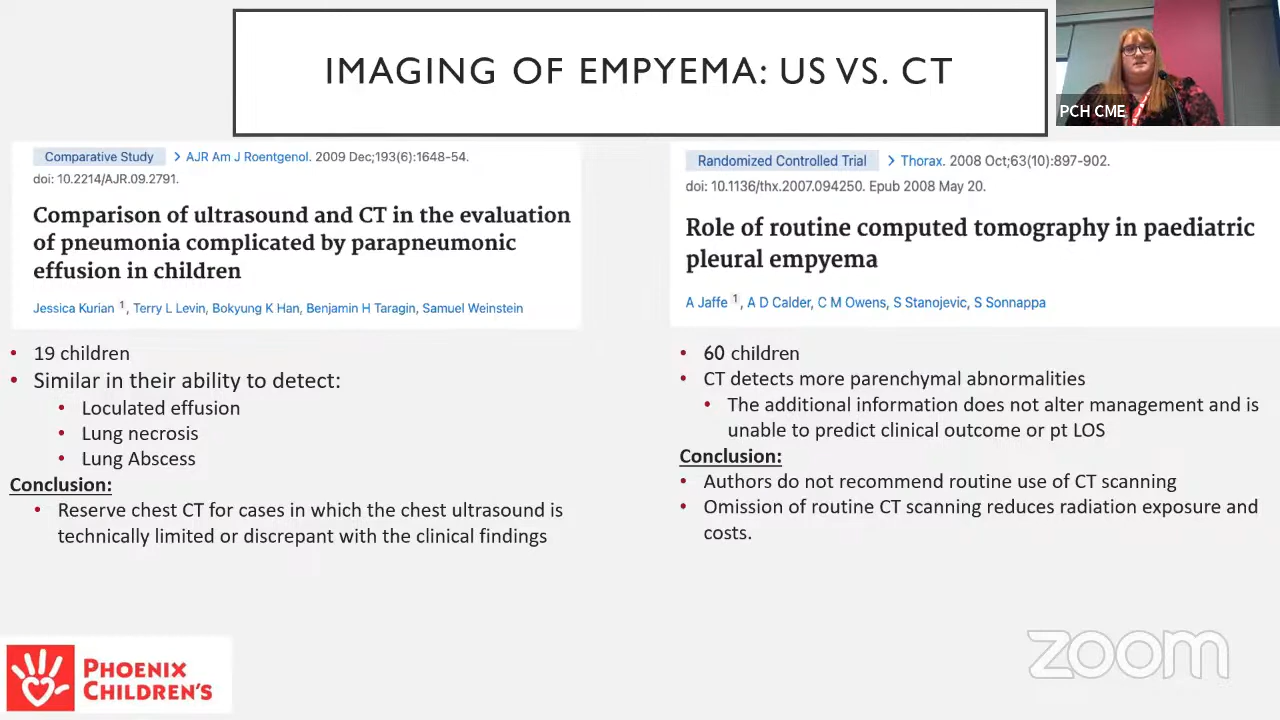 IMAGING OF EMPYEMA: US VS. CT
PCH CME
Comparative Study > AJR Am J Roentgenol. 2009 Dec;193(6):1648-54.
doi: 10.2214/AJR.09.2791.
Comparison of ultrasound and CT in the evaluation
of pneumonia complicated by parapneumonic
effusion in children
Jessica Kurian 1, Terry L Levin, Bokyung K Han, Benjamin H Taragin, Samuel Weinstein
• 19 children
• Similar in their ability to detect:
• Loculated effusion
• Lung necrosis
• Lung Abscess
Conclusion:
• Reserve chest CT for cases in which the chest ultrasound is
technically limited or discrepant with the clinical findings
Randomized Controlled Trial > Thorax. 2008 Oct;63(10):897-902.
doi: 10.1136/thx.2007.094250. Epub 2008 May 20.
Role of routine computed tomography in paediatric
pleural empyema
A Jaffe 1, A D Calder, C M Owens, S Stanojevic, S Sonnappa
• 60 children
• CT detects more parenchymal abnormalities
• The additional information does not alter management and is
unable to predict clinical outcome or pt LOS
Conclusion:
• Authors do not recommend routine use of CT scanning
• Omission of routine CT scanning reduces radiation exposure and
costs.
PHOENIX
CHILDREN'S
zoom